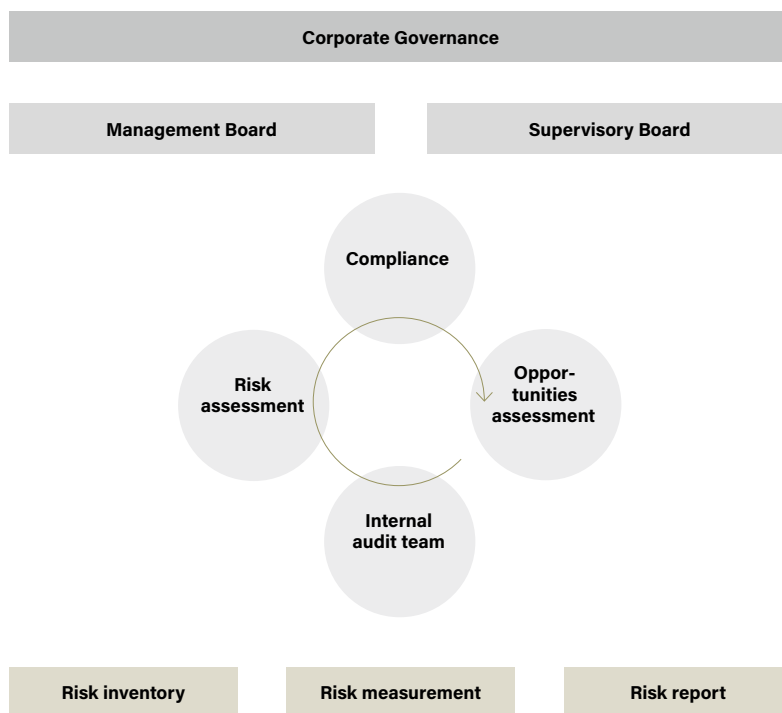 Corporate Governance
Management Board
Supervisory Board
Compliance
Risk
assessment
Oppor-
tunities
assessment
Internal
audit team
Risk inventory
Risk measurement
Risk report